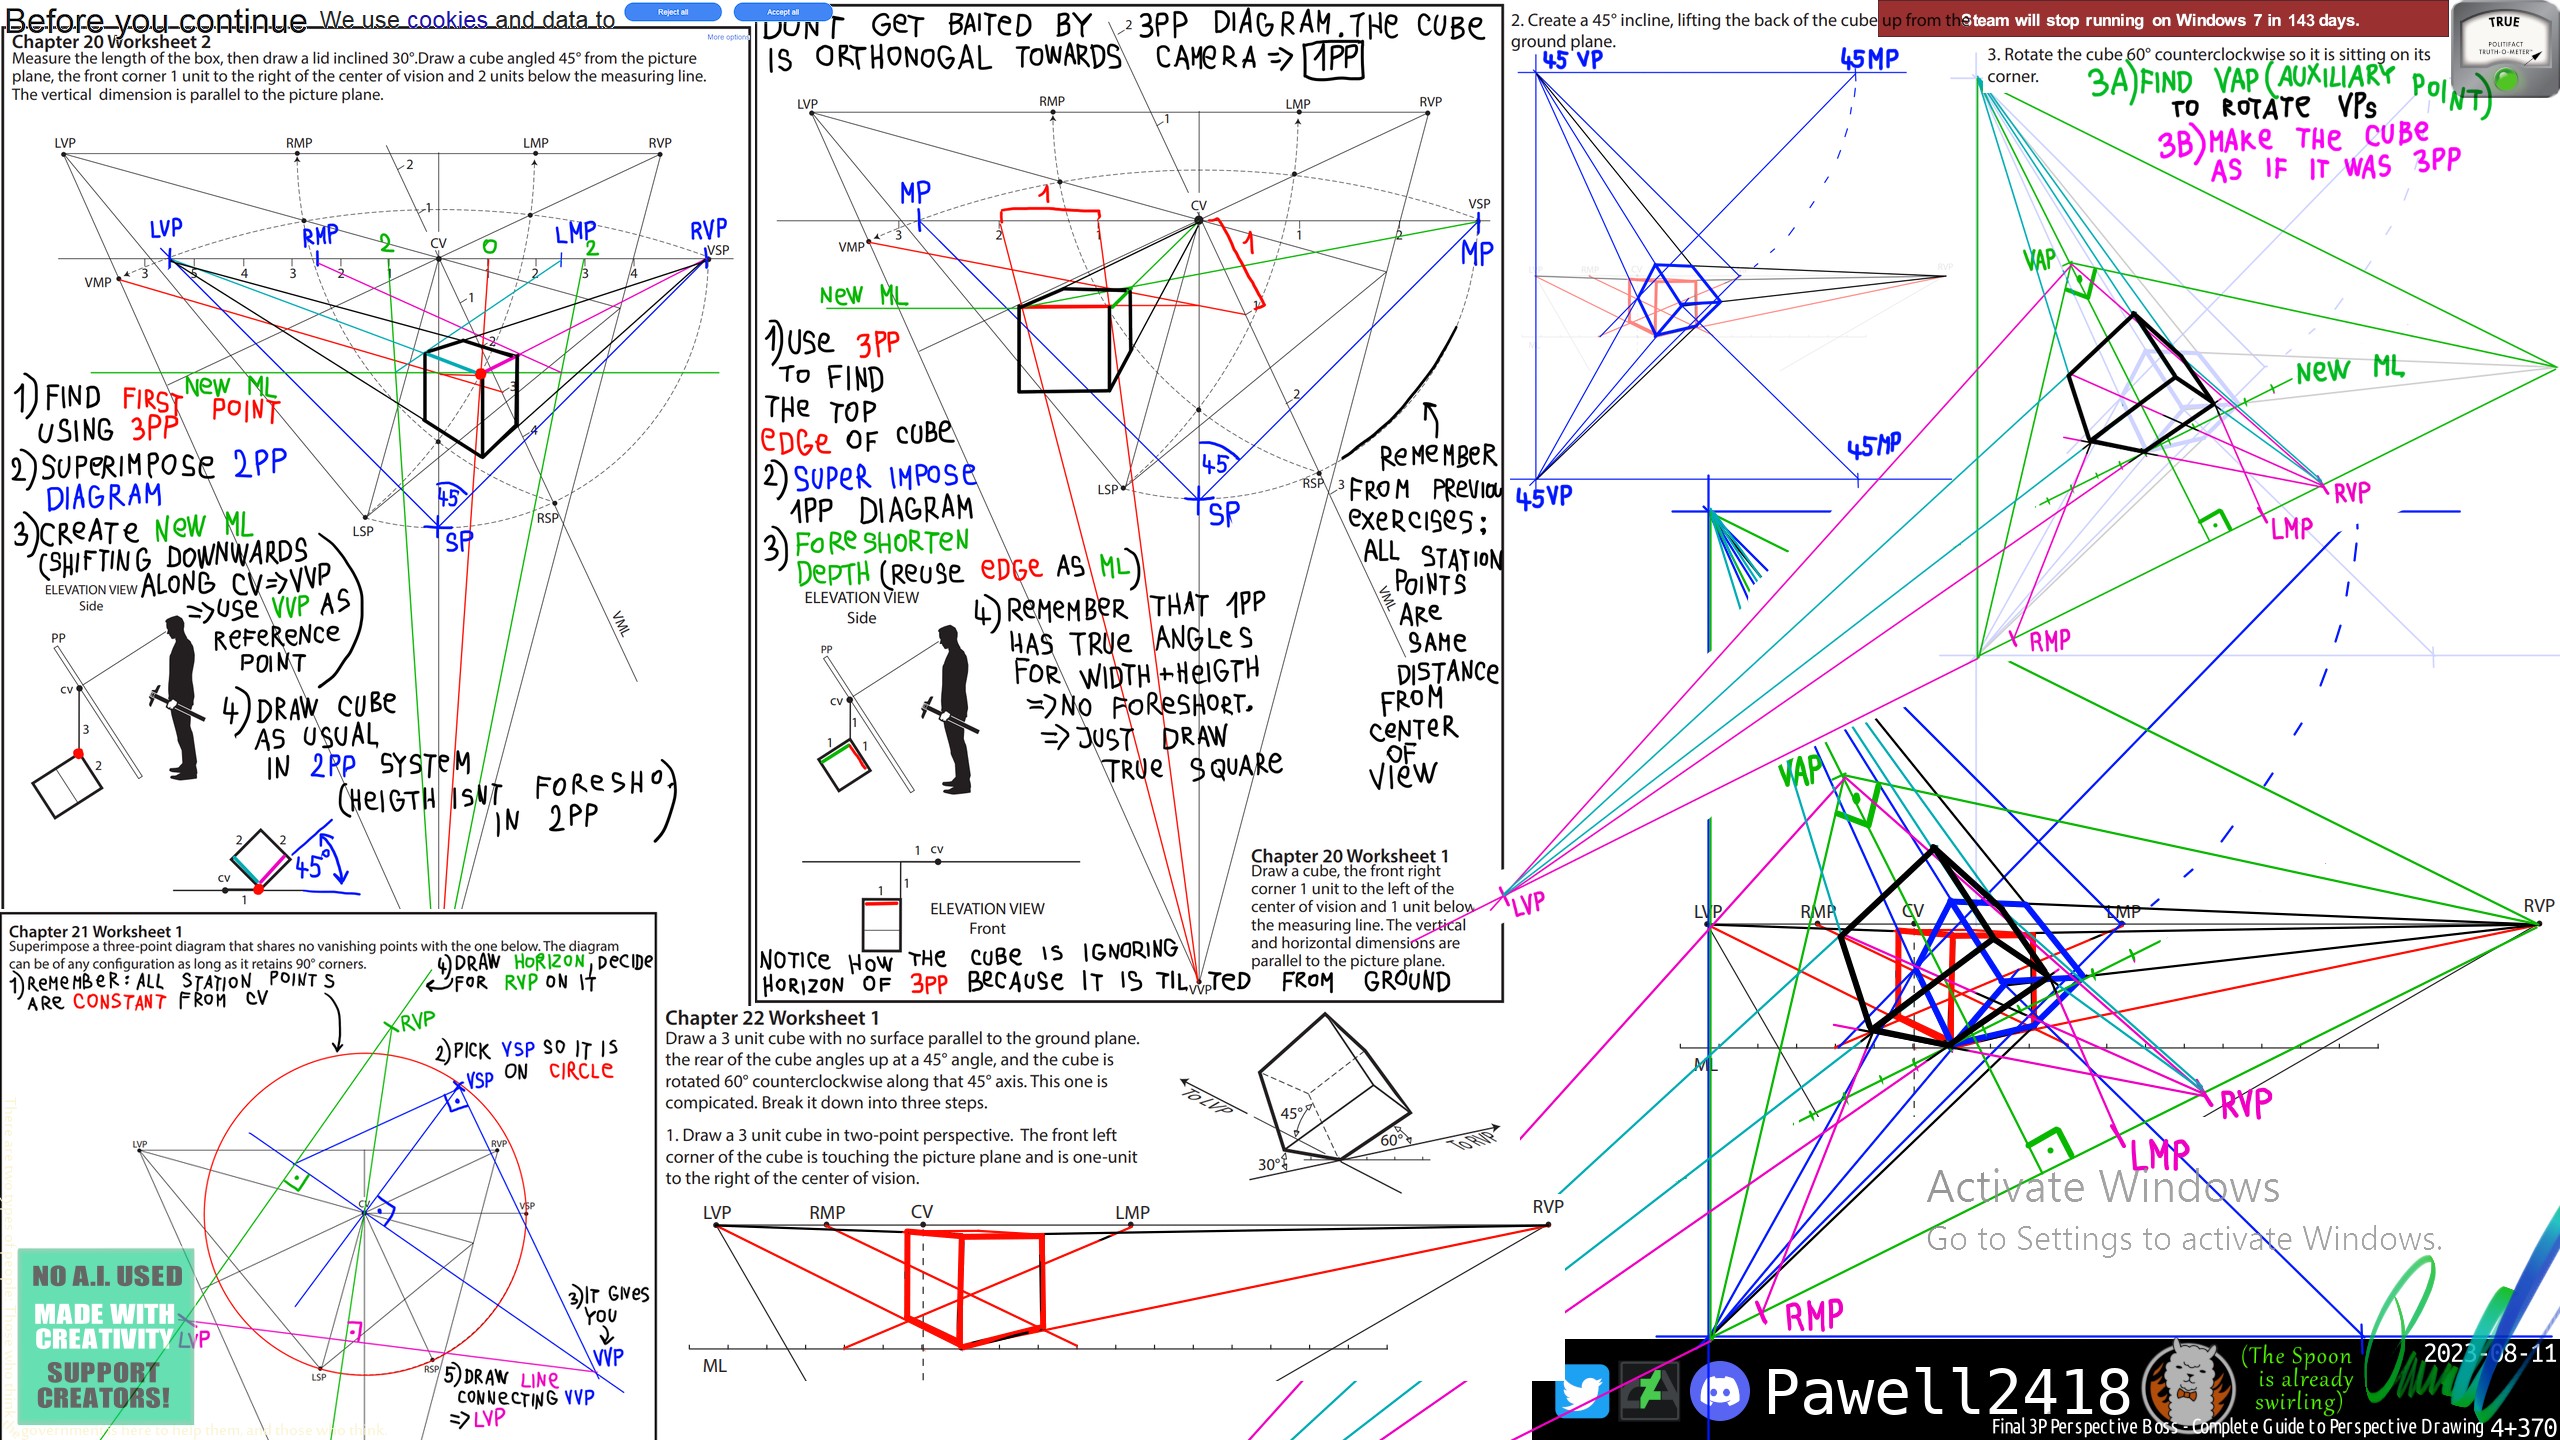 Before you continue We use cookies and data to
Reject all
Accept all
More option
Chapter 20 Worksheet 2
Measure the length of the box, then draw a lid inclined 30°.Draw a cube angled 45° from the picture
plane, the front corner 1 unit to the right of the center of vision and 2 units below the measuring line.
The vertical dimension is parallel to the picture plane.
LVP RMP LMP RVP
2
1
LVP RMP 2 CV 0 LMP 2 RVP
VSP
VMP 3 5 4 3 2 1 1 2 3 4
1
2
3
4
NEW ML
1) FIND FIRST POINT
USING 3PP
2) SUPERIMPOSE 2PP
DIAGRAM
45
LSP SP RSP
3) CREATE NEW ML
(SHIFTING DOWNWARDS
ALONG CV=>VVP
=>USE VVP AS
REFERENCE
POINT)
ELEVATION VIEW
Side
PP
CV
3
2
VML
4) DRAW CUBE
AS USUAL
IN 2PP SYSTEM
(HEIGTH ISN'T FORESHO.
IN 2PP)
2 2
45°
CV
1
DON'T GET BAITED BY 3PP DIAGRAM. THE CUBE
IS ORTHONOGAL TOWARDS CAMERA => 1PP
LVP RMP LMP RVP
2
1
MP 1 CV VSP
VMP 3 2 1 1 2 MP
1
NEW ML
1) USE 3PP
TO FIND
THE TOP
EDGE OF CUBE
2) SUPER IMPOSE
1PP DIAGRAM
3) FORESHORTEN
DEPTH (REUSE EDGE AS ML)
1
2
3
45
LSP SP RSP
REMEMBER
FROM PREVIOU
EXERCISES:
ALL STATION
POINTS
ARE
SAME
DISTANCE
FROM
CENTER
OF
VIEW
VML
ELEVATION VIEW
Side
PP
CV
1
1 1
4) REMEMBER THAT 1PP
HAS TRUE ANGLES
FOR WIDTH + HEIGTH
=> NO FORESHORT.
=> JUST DRAW
TRUE SQUARE
1 CV
1
1
ELEVATION VIEW
Front
Chapter 20 Worksheet 1
Draw a cube, the front right
corner 1 unit to the left of the
center of vision and 1 unit below
the measuring line. The vertical
and horizontal dimensions are
parallel to the picture plane.
NOTICE HOW THE CUBE IS IGNORING
HORIZON OF 3PP BECAUSE IT IS TILTED FROM GROUND
VVP
Chapter 21 Worksheet 1
Superimpose a three-point diagram that shares no vanishing points with the one below. The diagram
can be of any configuration as long as it retains 90° corners.
1) REMEMBER: ALL STATION POINTS
ARE CONSTANT FROM CV
4) DRAW HORIZON, DECIDE
FOR RVP ON IT
RVP
2) PICK VSP SO IT IS
ON CIRCLE
VSP
LVP RVP
CV VSP
LVP
LSP RSP
3) IT GIVES
YOU
VVP
5) DRAW LINE
CONNECTING VVP
=> LVP
NO A.I. USED
MADE WITH
CREATIVITY
SUPPORT
CREATORS!
Chapter 22 Worksheet 1
Draw a 3 unit cube with no surface parallel to the ground plane.
the rear of the cube angles up at a 45° angle, and the cube is
rotated 60° counterclockwise along that 45° axis. This one is
compicated. Break it down into three steps.
1. Draw a 3 unit cube in two-point perspective. The front left
corner of the cube is touching the picture plane and is one-unit
to the right of the center of vision.
To LVP
45°
60°
30°
To RVP
LVP RMP CV LMP RVP
ML
2. Create a 45° incline, lifting the back of the cube up from the
ground plane.
Steam will stop running on Windows 7 in 143 days.
TRUE
POLITIFACT
TRUTH-O-METER
45 VP 45MP
45VP 45MP
3. Rotate the cube 60° counterclockwise so it is sitting on its
corner.
3A) FIND VAP (AUXILIARY POINT)
TO ROTATE VPs
3B) MAKE THE CUBE
AS IF IT WAS 3PP
VAP
NEW ML
RVP
LMP
RMP
LVP
VAP
LVP RMP CV LMP RVP
ML
RVP
LMP
RMP
Activate Windows
Go to Settings to activate Windows.
Pawell2418
(The Spoon
is already
swirling)
2023-08-11
Final 3P Perspective Boss - Complete Guide to Perspective Drawing 4+370